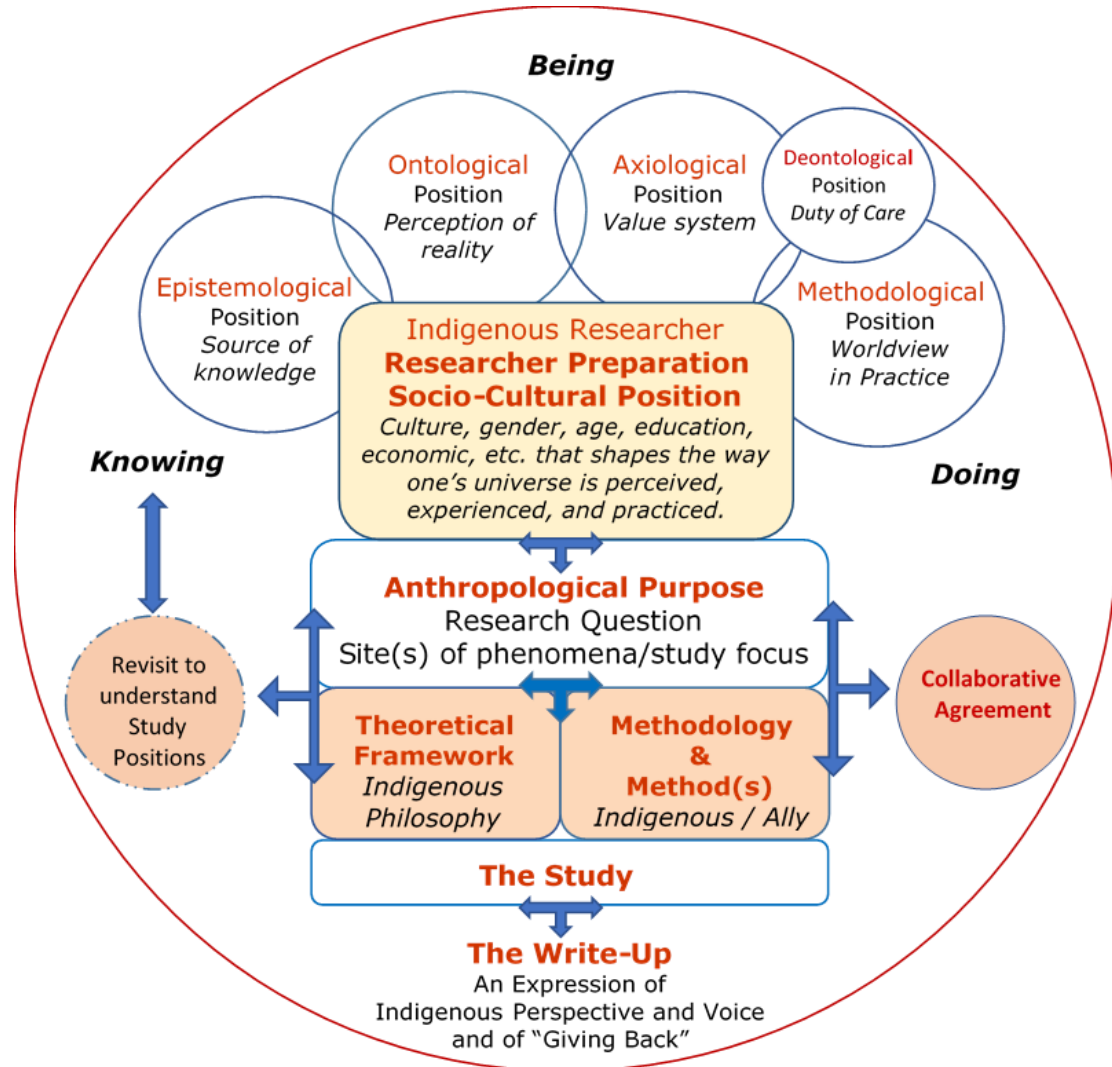 Being
Ontological
Position
Perception of
reality
Axiological
Position
Value system
Deontological
Position
Duty of Care
Epistemological
Position
Source of
knowledge
Methodological
Position
Worldview
in Practice
Indigenous Researcher
Researcher Preparation
Socio-Cultural Position
Culture, gender, age, education,
economic, etc. that shapes the way
one’s universe is perceived,
experienced, and practiced.
Knowing
Doing
Anthropological Purpose
Research Question
Site(s) of phenomena/study focus
Revisit to
understand
Study
Positions
Collaborative
Agreement
Theoretical
Framework
Indigenous
Philosophy
Methodology
&
Method(s)
Indigenous / Ally
The Study
The Write-Up
An Expression of
Indigenous Perspective and Voice
and of “Giving Back”